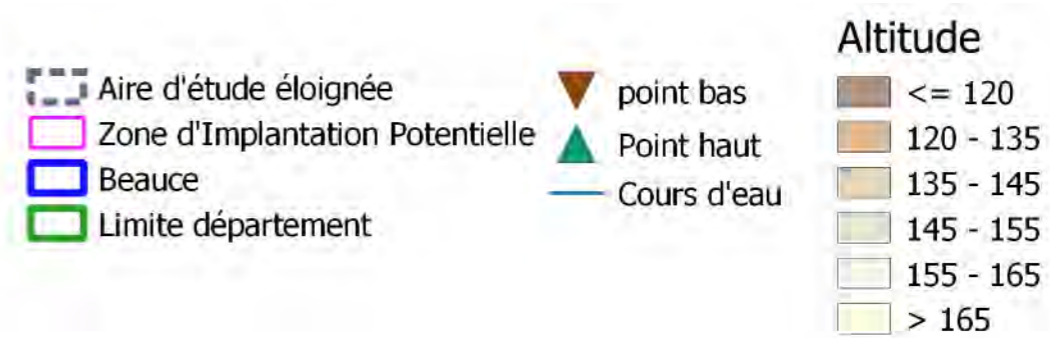 Aire d'étude éloignée
Zone d'Implantation Potentielle
Beauce
Limite département
point bas
Point haut
Cours d'eau
Altitude
<= 120
120 - 135
135 - 145
145 - 155
155 - 165
> 165